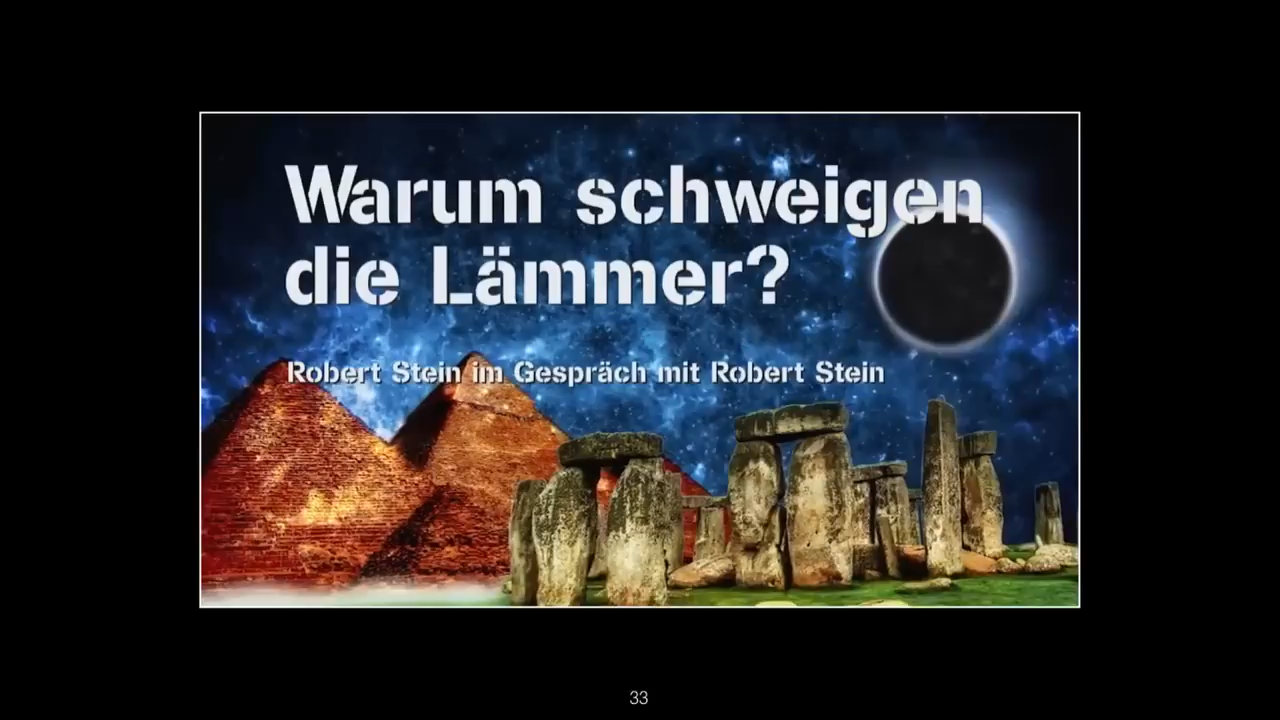 Warum schweigen
die Lämmer?
Robert Stein im Gespräch mit Robert Stein
33